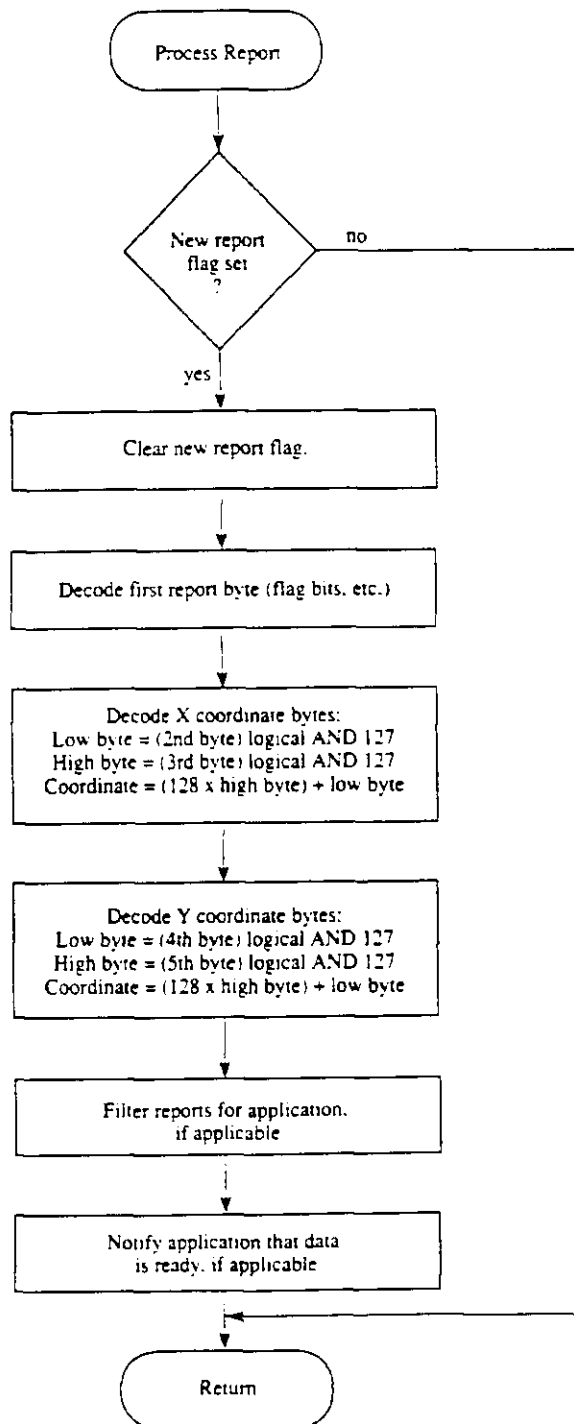 Process Report
New report
flag set
?
no
yes
Clear new report flag.
Decode first report byte (flag bits, etc.)
Decode X coordinate bytes:
Low byte = (2nd byte) logical AND 127
High byte = (3rd byte) logical AND 127
Coordinate = (128 x high byte) + low byte
Decode Y coordinate bytes:
Low byte = (4th byte) logical AND 127
High byte = (5th byte) logical AND 127
Coordinate = (128 x high byte) + low byte
Filter reports for application,
if applicable
Notify application that data
is ready, if applicable
Return